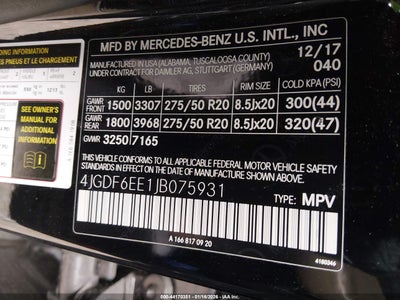 PNEUS ET LE CHARGEMENT
SEE OWNER'S
MANUAL FOR
ADDITIONAL
INFORMATION
MFD BY MERCEDES-BENZ U.S. INTL., INC
MANUFACTURED IN USA (ALABAMA, TUSCALOOSA COUNTY) 12/17
UNDER CONTRACT FOR DAIMLER AG, STUTTGART (GERMANY) 040
KG LB TIRE SIZE RIM SIZE COLD KPA (PSI)
GAWR FRONT 1500 3307 275/50 R20 8.5Jx20 300(44)
GAWR REAR 1800 3968 275/50 R20 8.5Jx20 320(47)
GVWR 3250 7165
THIS VEHICLE CONFORMS TO ALL APPLICABLE FEDERAL MOTOR VEHICLE SAFETY
STANDARDS IN EFFECT ON THE DATE OF MANUFACTURE SHOWN ABOVE.
4JGDF6EE1JB075931 TYPE: MPV
A 166 817 09 20
4180346
000-44170351 - 01/16/2026 - IAAI